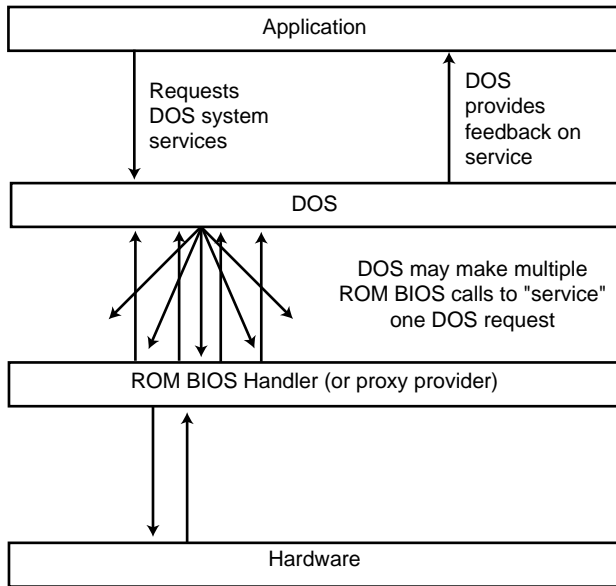 Application
Requests
DOS system
services
DOS
provides
feedback on
service
DOS
DOS may make multiple
ROM BIOS calls to "service"
one DOS request
ROM BIOS Handler (or proxy provider)
Hardware